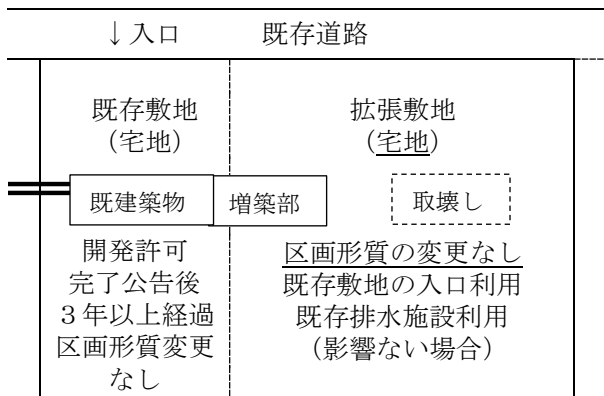 ↓入口　　既存道路
既存敷地
（宅地）
既建築物
開発許可
完了公告後
３年以上経過
区画形質変更
なし
拡張敷地
（宅地）
増築部
取壊し
区画形質の変更なし
既存敷地の入口利用
既存排水施設利用
（影響ない場合）